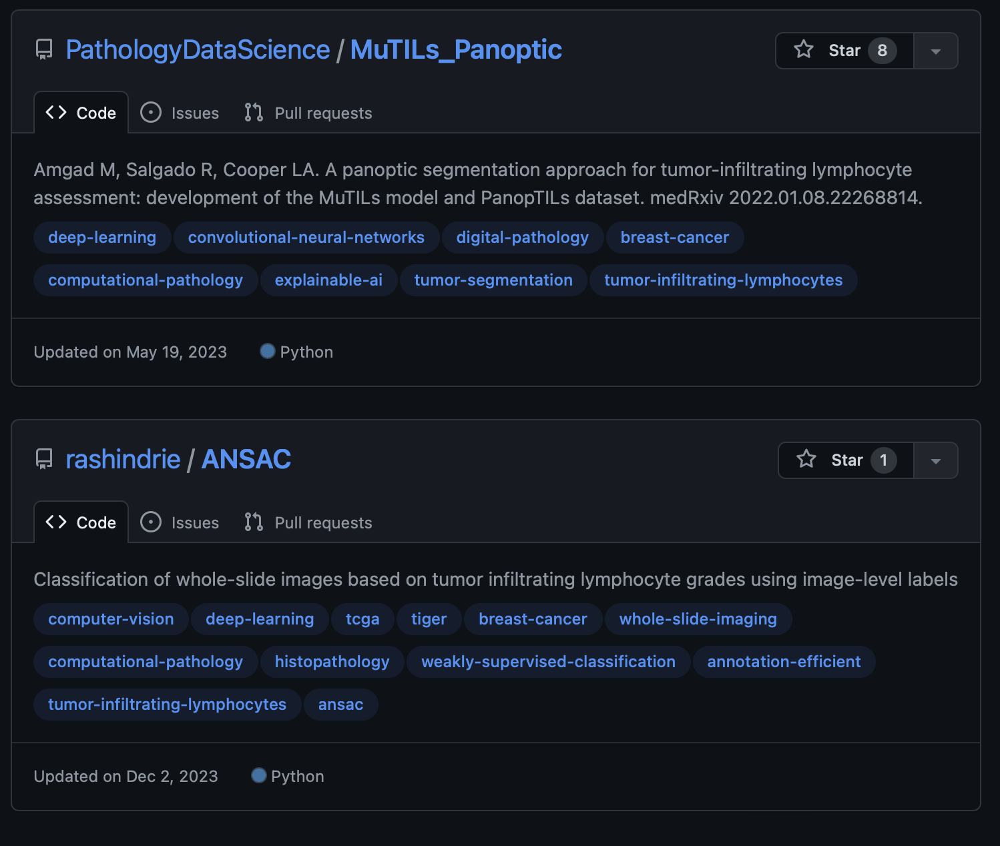 PathologyDataScience / MuTILs_Panoptic Star 8
Code Issues Pull requests
Amgad M, Salgado R, Cooper LA. A panoptic segmentation approach for tumor-infiltrating lymphocyte
assessment: development of the MuTILs model and PanopTILs dataset. medRxiv 2022.01.08.22268814.
deep-learning convolutional-neural-networks digital-pathology breast-cancer
computational-pathology explainable-ai tumor-segmentation tumor-infiltrating-lymphocytes
Updated on May 19, 2023 Python
rashindrie / ANSAC Star 1
Code Issues Pull requests
Classification of whole-slide images based on tumor infiltrating lymphocyte grades using image-level labels
computer-vision deep-learning tcga tiger breast-cancer whole-slide-imaging
computational-pathology histopathology weakly-supervised-classification annotation-efficient
tumor-infiltrating-lymphocytes ansac
Updated on Dec 2, 2023 Python